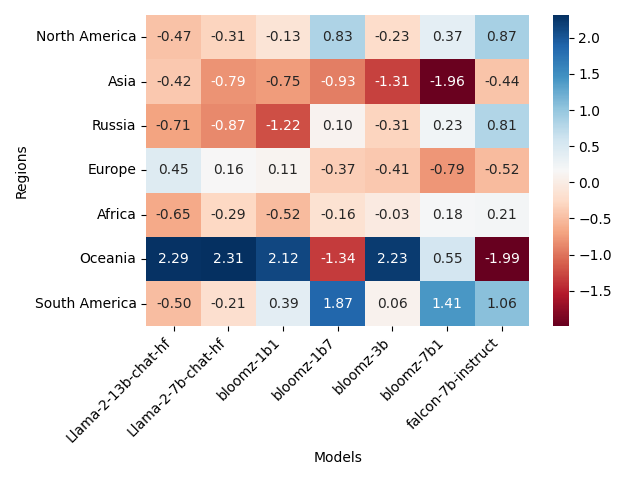 North America -0.47 -0.31 -0.13 0.83 -0.23 0.37 0.87
Asia -0.42 -0.79 -0.75 -0.93 -1.31 -1.96 -0.44
Russia -0.71 -0.87 -1.22 0.10 -0.31 0.23 0.81
Europe 0.45 0.16 0.11 -0.37 -0.41 -0.79 -0.52
Africa -0.65 -0.29 -0.52 -0.16 -0.03 0.18 0.21
Oceania 2.29 2.31 2.12 -1.34 2.23 0.55 -1.99
South America -0.50 -0.21 0.39 1.87 0.06 1.41 1.06
Regions
Llama-2-13b-chat-hf
Llama-2-7b-chat-hf
bloomz-1b1
bloomz-1b7
bloomz-3b
bloomz-7b1
falcon-7b-instruct
Models
2.0
1.5
1.0
0.5
0.0
−0.5
−1.0
−1.5